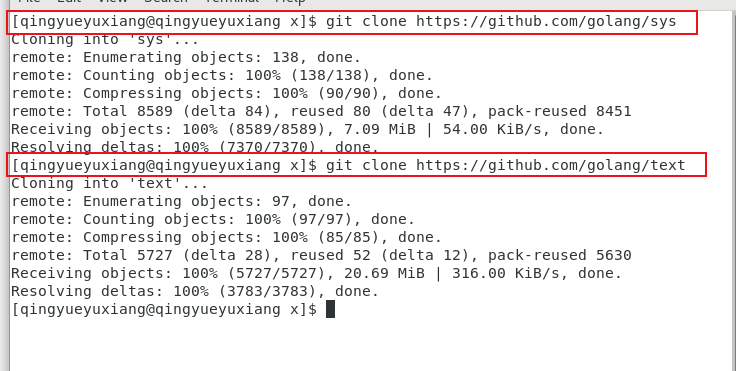 [qingyueyuxiang@qingyueyuxiang x]$ git clone https://github.com/golang/sys
Cloning into 'sys'...
remote: Enumerating objects: 138, done.
remote: Counting objects: 100% (138/138), done.
remote: Compressing objects: 100% (90/90), done.
remote: Total 8589 (delta 84), reused 80 (delta 47), pack-reused 8451
Receiving objects: 100% (8589/8589), 7.09 MiB | 54.00 KiB/s, done.
Resolving deltas: 100% (7370/7370), done.
[qingyueyuxiang@qingyueyuxiang x]$ git clone https://github.com/golang/text
Cloning into 'text'...
remote: Enumerating objects: 97, done.
remote: Counting objects: 100% (97/97), done.
remote: Compressing objects: 100% (85/85), done.
remote: Total 5727 (delta 28), reused 52 (delta 12), pack-reused 5630
Receiving objects: 100% (5727/5727), 20.69 MiB | 316.00 KiB/s, done.
Resolving deltas: 100% (3783/3783), done.
[qingyueyuxiang@qingyueyuxiang x]$